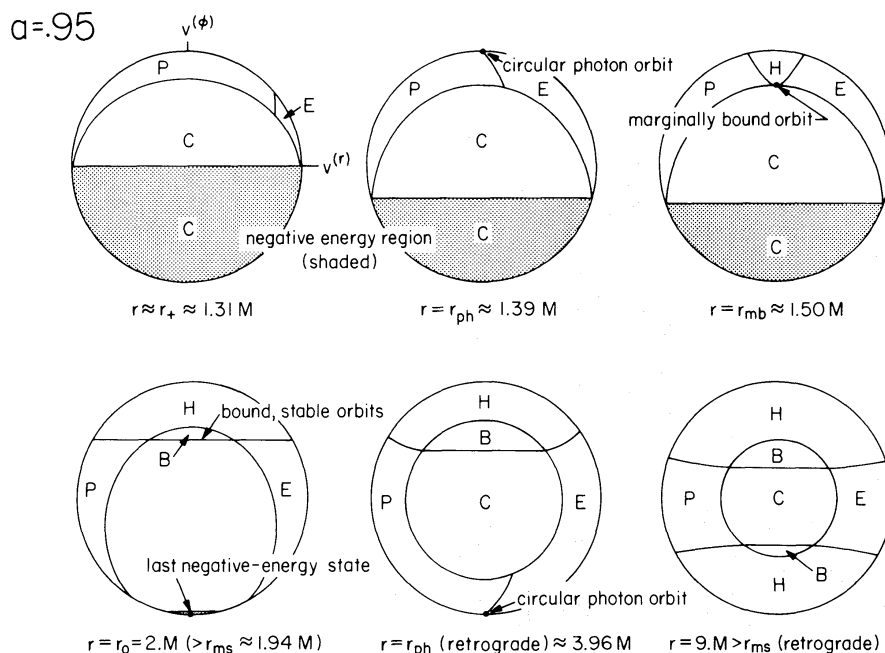 a=.95
v(φ)
P
E
C
v(r)
C
negative energy region
(shaded)
r≈r+≈1.31 M
circular photon orbit
P
E
C
C
r=rph≈1.39 M
H
P
E
marginally bound orbit
C
C
r=rmb≈1.50 M
H
bound, stable orbits
B
P
E
last negative-energy state
r=ro=2.M (>rms≈1.94 M)
H
B
P
C
E
circular photon orbit
r=rph (retrograde)≈3.96 M
H
B
P
C
E
B
H
r=9.M>rms (retrograde)